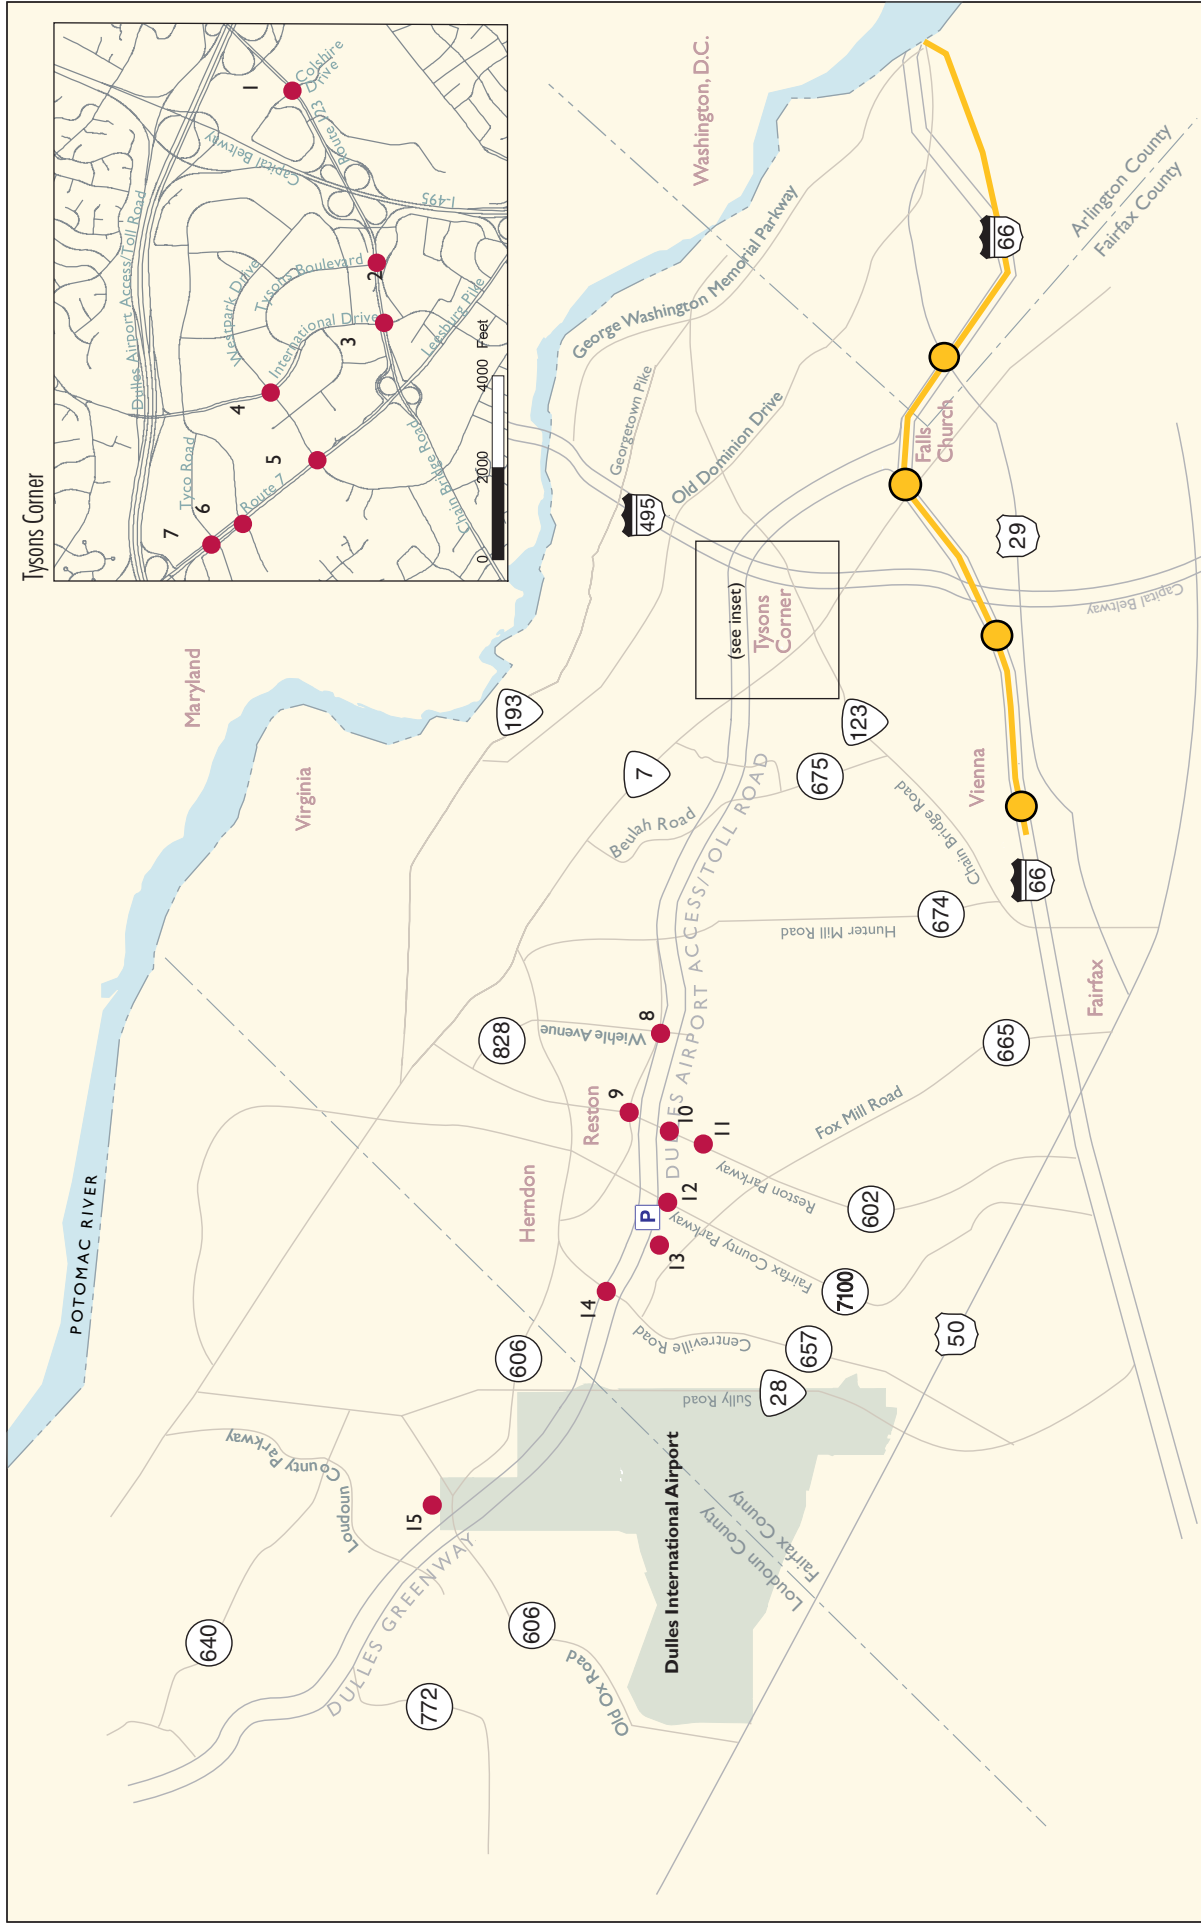 Tysons Corner
Dulles Airport Access/Toll Road
Capital Beltway
Colshire
Drive
Route 123
I-495
Westpark Drive
Tysons Boulevard
International Drive
Leesburg Pike
Chain Bridge Road
Tyco Road
Route 7
1
2
3
4
5
6
7
0
2000
4000 Feet
POTOMAC RIVER
Maryland
Virginia
Washington, D.C.
George Washington Memorial Parkway
Georgetown Pike
Old Dominion Drive
Arlington County
Fairfax County
66
495
Falls
Church
29
Capital Beltway
(see inset)
Tysons
Corner
193
7
123
675
Beulah Road
Chain Bridge Road
Vienna
66
674
Hunter Mill Road
DULLES AIRPORT ACCESS/TOLL ROAD
Fairfax
828
Wiehle Avenue
665
Fox Mill Road
Reston
Herndon
8
9
10
11
12
13
14
15
P
Reston Parkway
602
Fairfax County Parkway
7100
Centreville Road
657
50
606
28
Sully Road
Loudoun
County Parkway
Dulles International Airport
Loudoun County
Fairfax County
DULLES GREENWAY
640
606
Old Ox Road
772